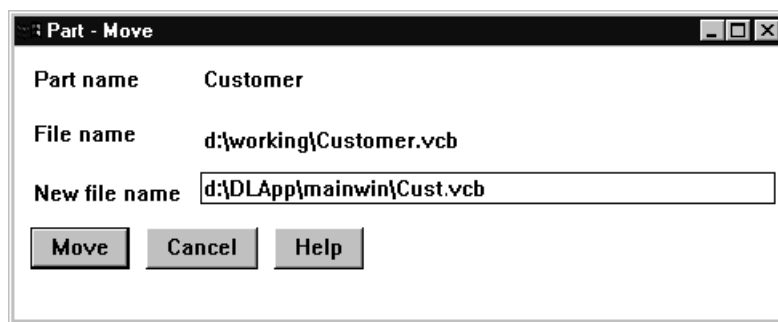 Part - Move
Part name Customer
File name d:\working\Customer.vcb
New file name d:\DLApp\mainwin\Cust.vcb
Move Cancel Help